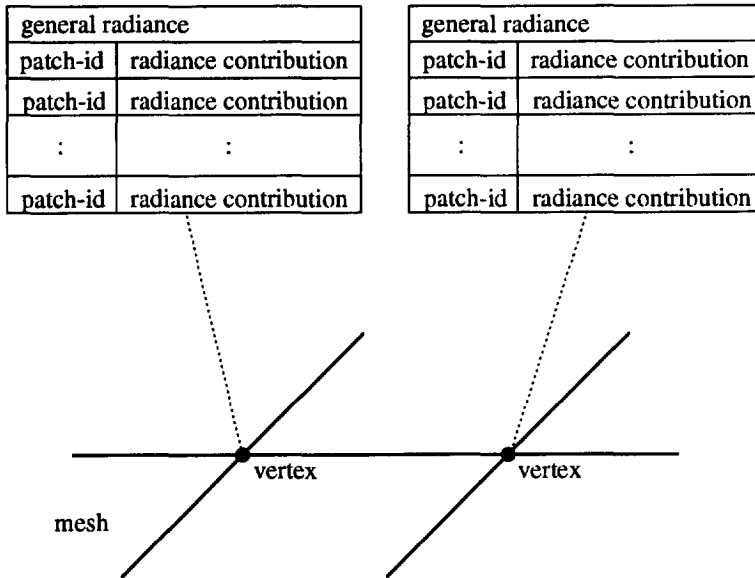 general radiance
patch-id radiance contribution
patch-id radiance contribution
: :
patch-id radiance contribution
general radiance
patch-id radiance contribution
patch-id radiance contribution
: :
patch-id radiance contribution
vertex
vertex
mesh